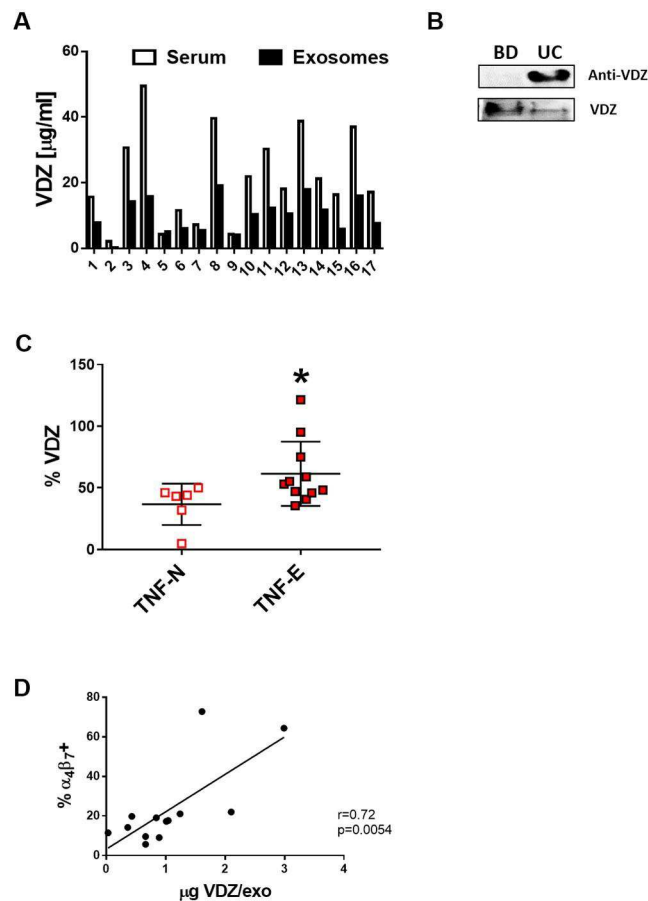 A
Serum Exosomes
VDZ [µg/ml]
60
40
20
0
1 2 3 4 5 6 7 8 9 10 11 12 13 14 15 16 17
B
BD UC
Anti-VDZ
VDZ
C
% VDZ
150
100
50
0
*
TNF-N TNF-E
D
% α4β7+
80
60
40
20
0
r=0.72
p=0.0054
0 1 2 3 4
µg VDZ/exo